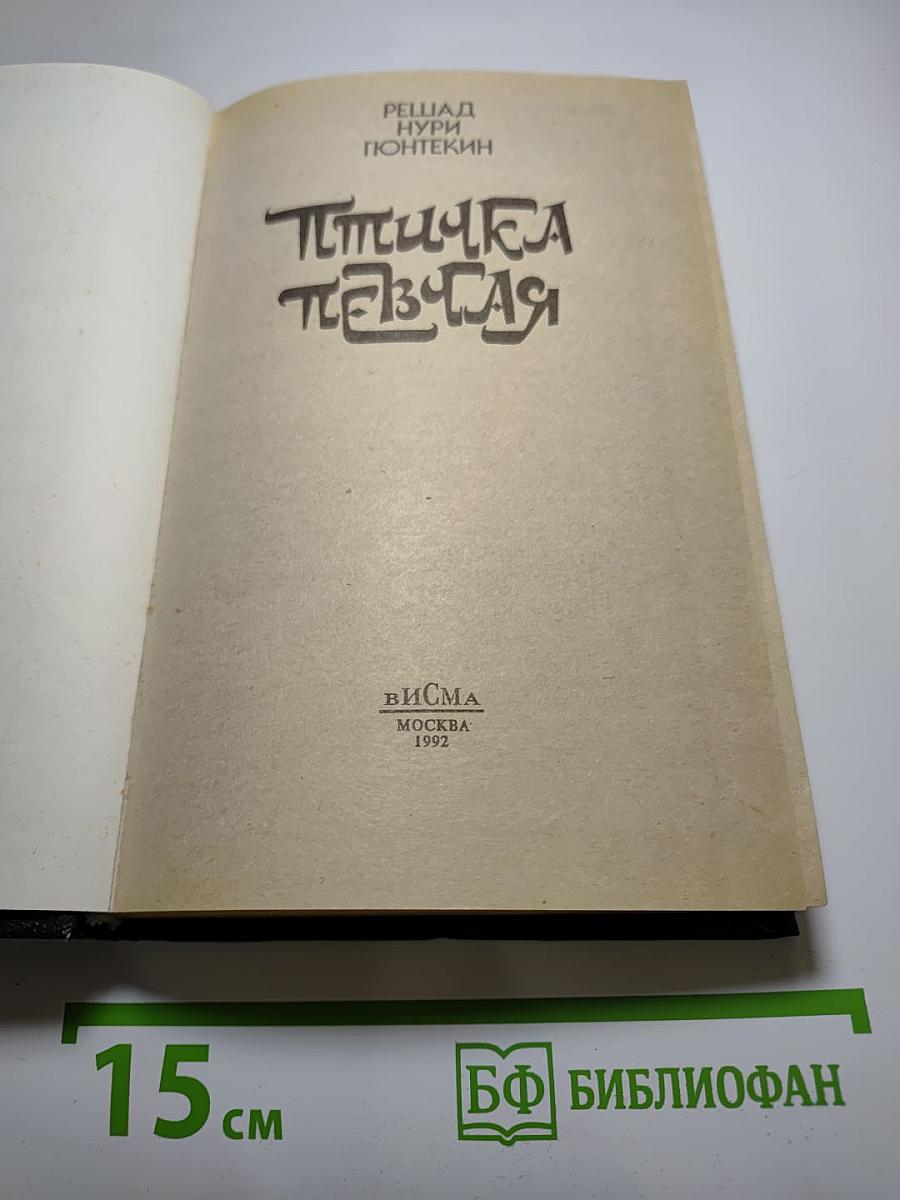 РЕШАД
НУРИ
ГЮНТЕКИН
ПТИЧКА
ПЕВЧАЯ
вИСМа
МОСКВА
1992
15 см
БФ БИБЛИОФАН